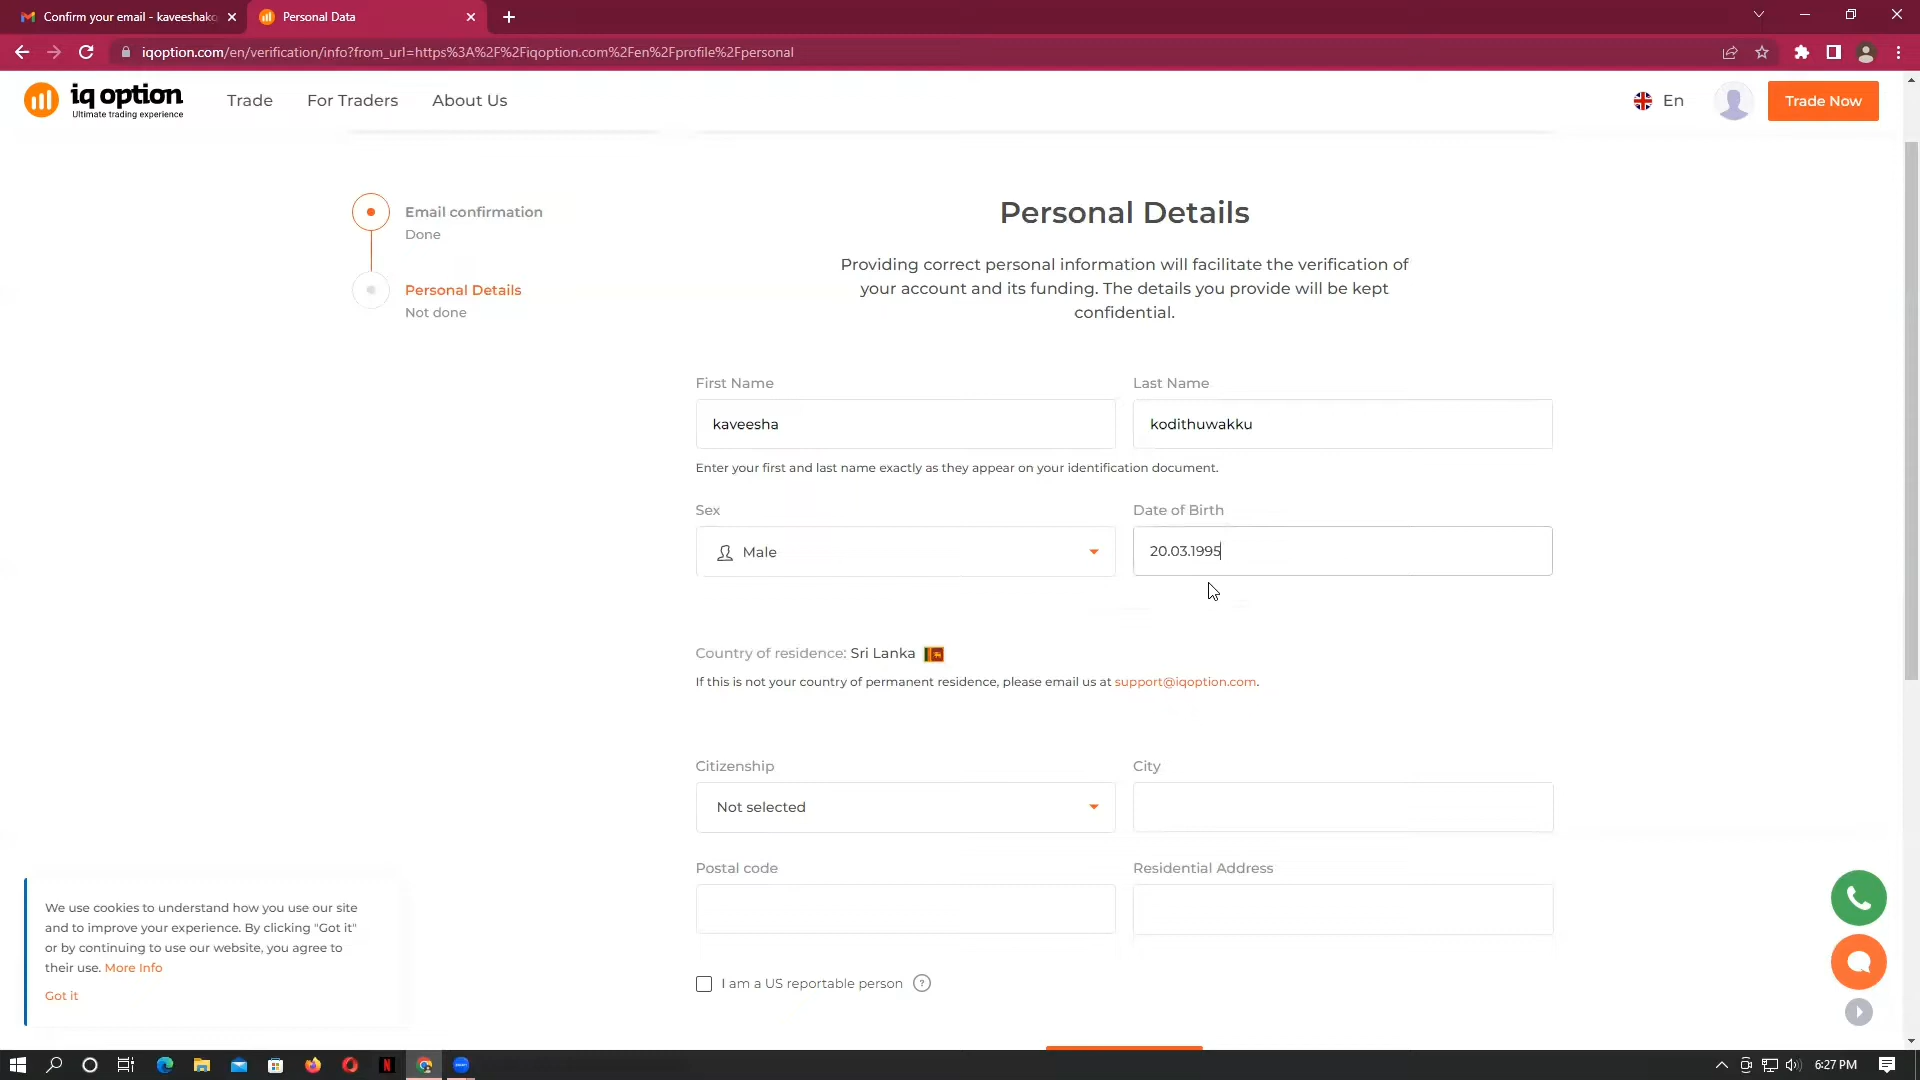 Confirm your email - kaveeshako
Personal Data
iqoption.com/en/verification/info?from_url=https%3A%2F%2Fiqoption.com%2Fen%2Fprofile%2Fpersonal
iq option
Ultimate trading experience
Trade
For Traders
About Us
En
Trade Now
Email confirmation
Done
Personal Details
Not done
Personal Details
Providing correct personal information will facilitate the verification of
your account and its funding. The details you provide will be kept
confidential.
First Name
Last Name
kaveesha
kodithuwakku
Enter your first and last name exactly as they appear on your identification document.
Sex
Date of Birth
Male
20.03.1995
Country of residence: Sri Lanka
If this is not your country of permanent residence, please email us at support@iqoption.com.
Citizenship
City
Not selected
Postal code
Residential Address
I am a US reportable person ?
We use cookies to understand how you use our site
and to improve your experience. By clicking "Got it"
or by continuing to use our website, you agree to
their use. More Info
Got it
6:27 PM